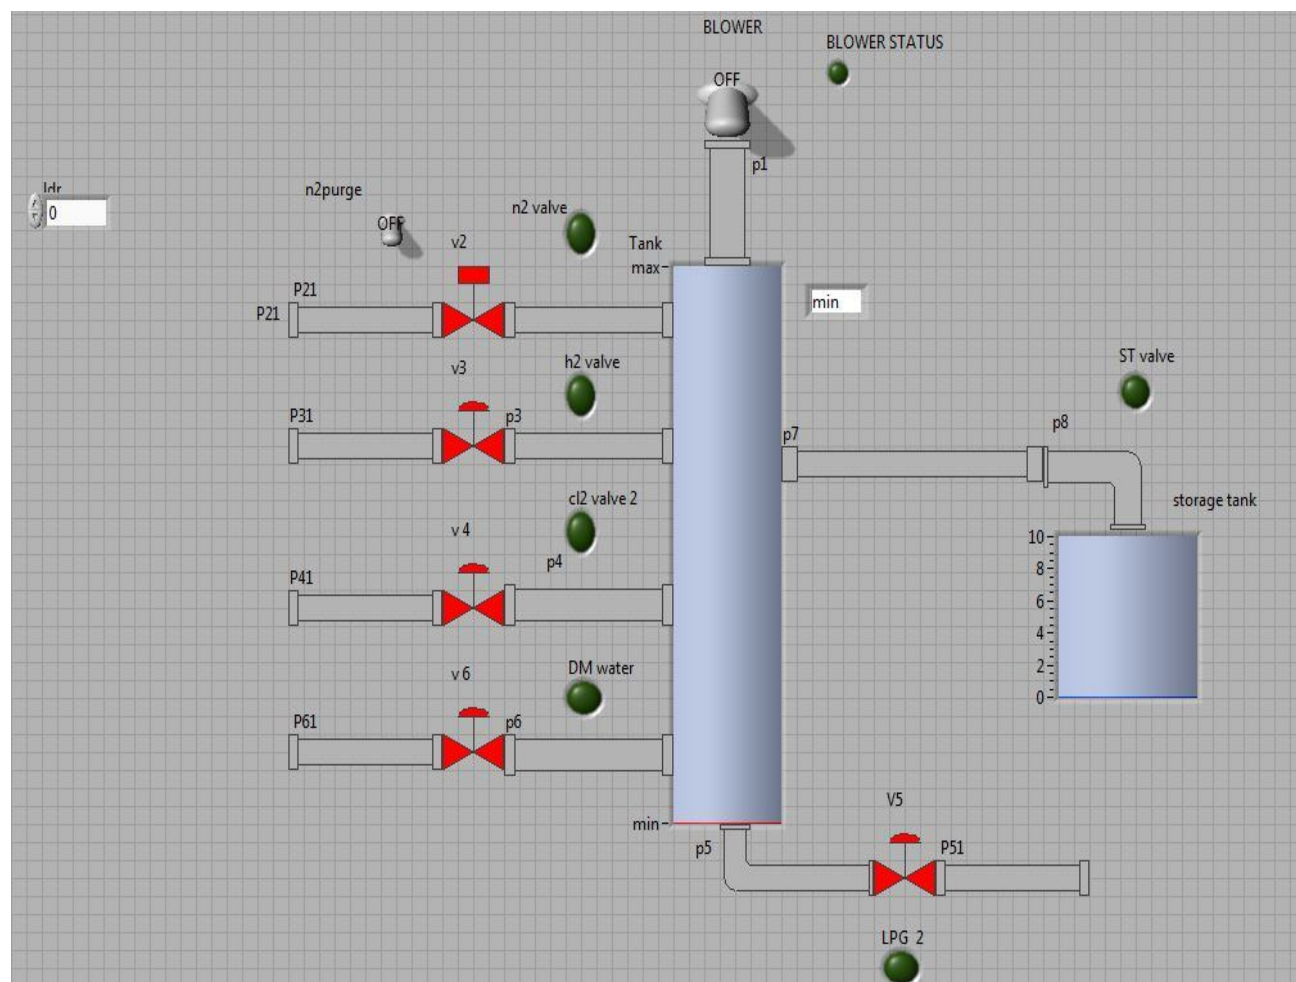 BLOWER
BLOWER STATUS
OFF
p1
ldr
0
n2purge
OFF
n2 valve
v2
Tank
max
P21
P21
min
v3
h2 valve
ST valve
P31
p3
p7
p8
cl2 valve 2
storage tank
v 4
p4
P41
10
8
6
4
2
0
DM water
v 6
P61
p6
V5
min
p5
P51
LPG 2